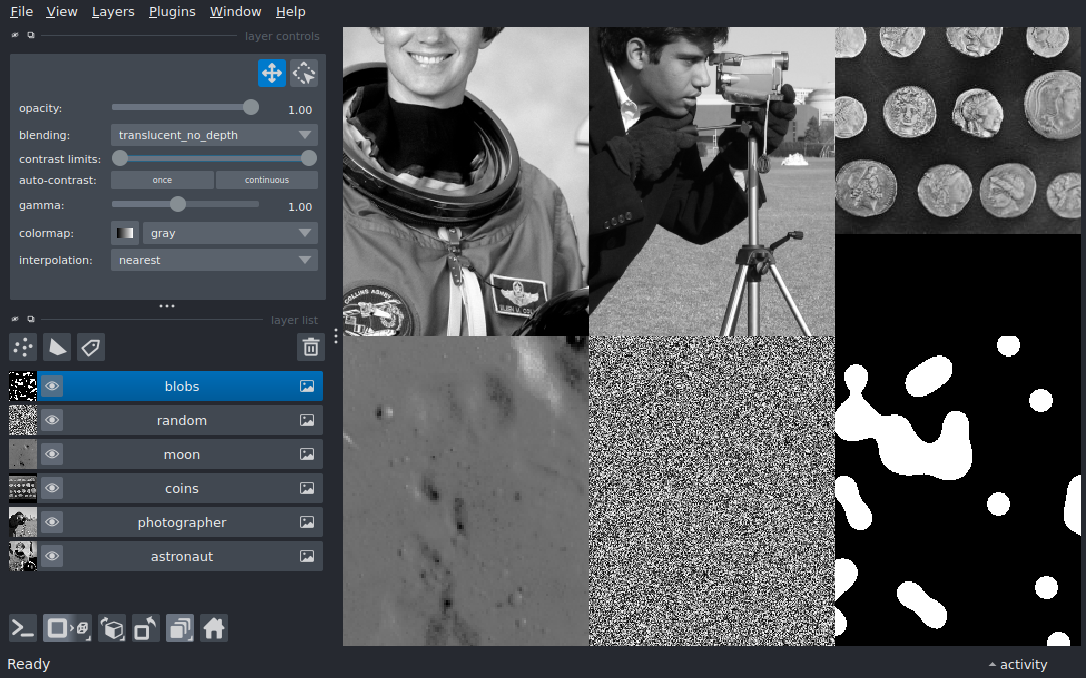 File View Layers Plugins Window Help
layer controls
opacity: 1.00
blending: translucent_no_depth
contrast limits:
auto-contrast: once continuous
gamma: 1.00
colormap: gray
interpolation: nearest
layer list
blobs
random
moon
coins
photographer
astronaut
Ready activity